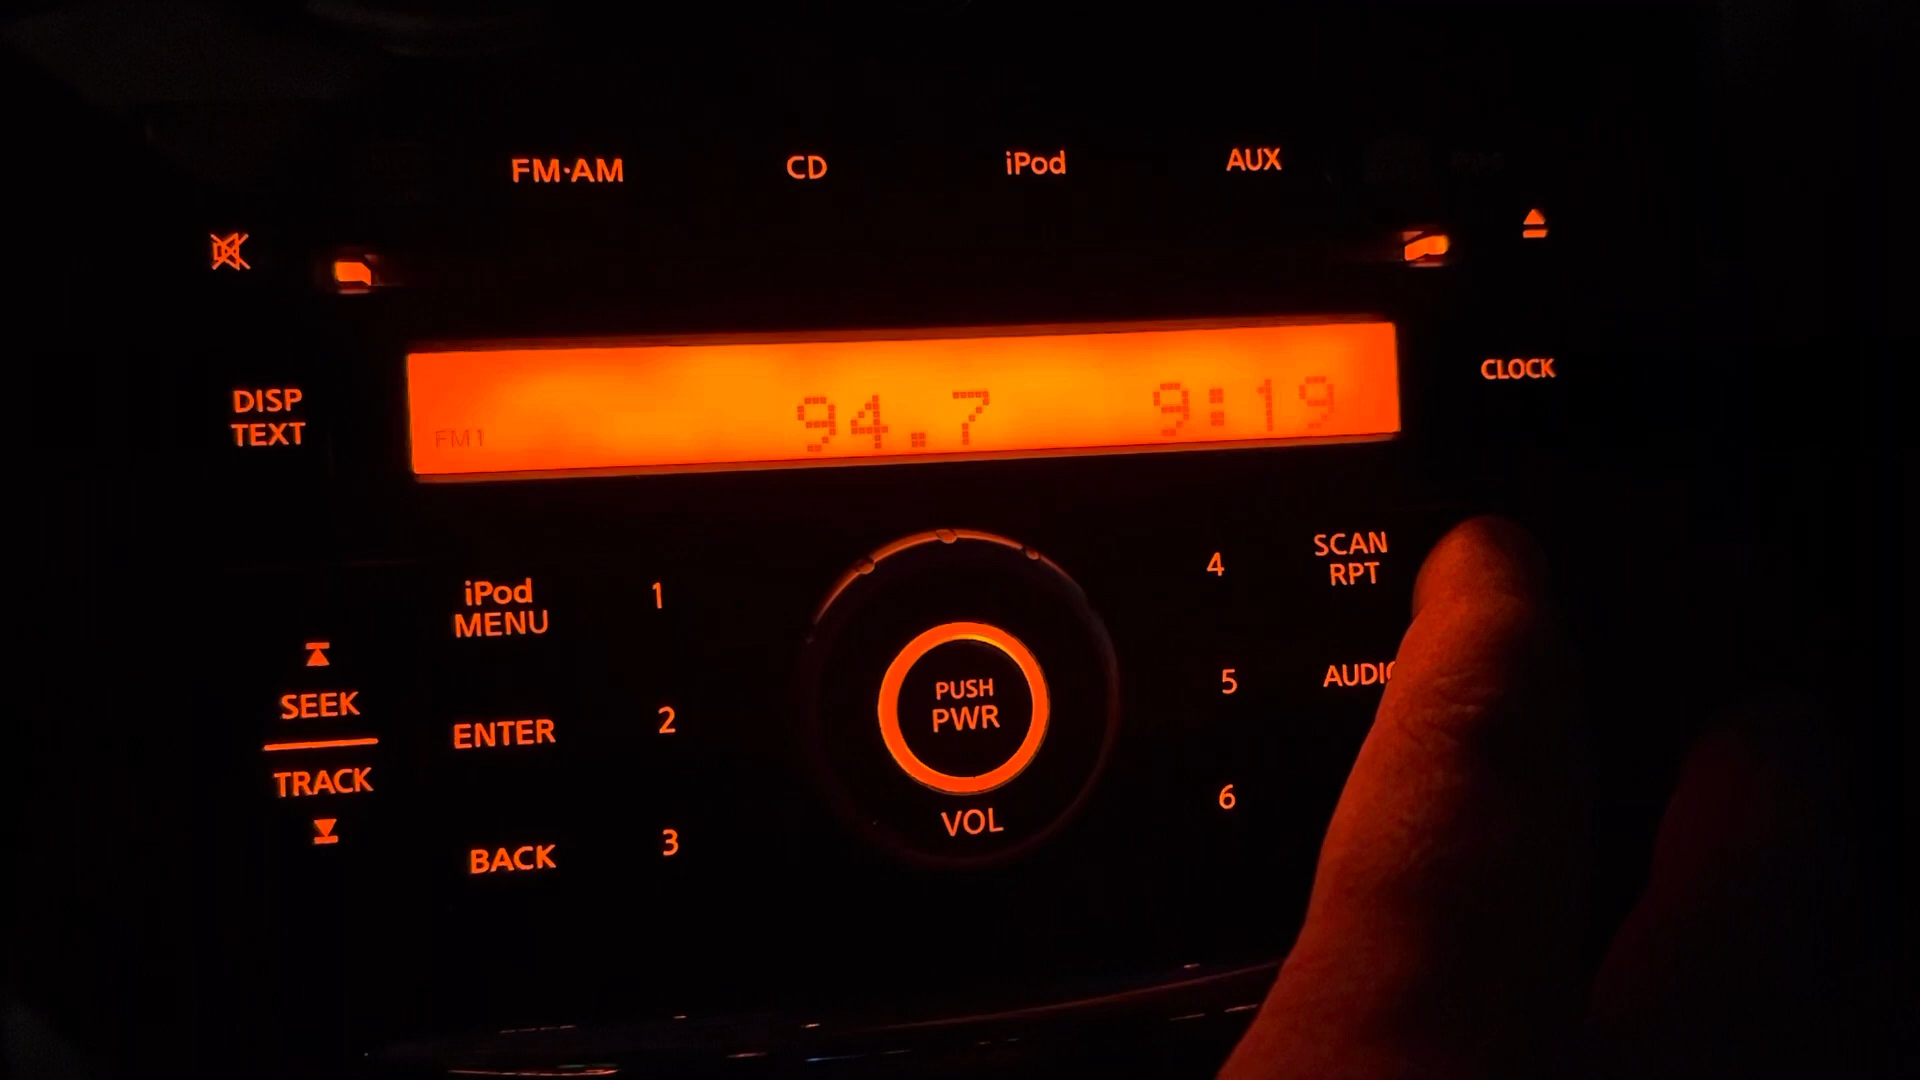 FM·AM
CD
iPod
AUX
DISP
TEXT
CLOCK
FM1
94.7
9:19
iPod
MENU
1
4
SCAN
RPT
SEEK
ENTER
2
PUSH
PWR
5
TRACK
BACK
3
VOL
6